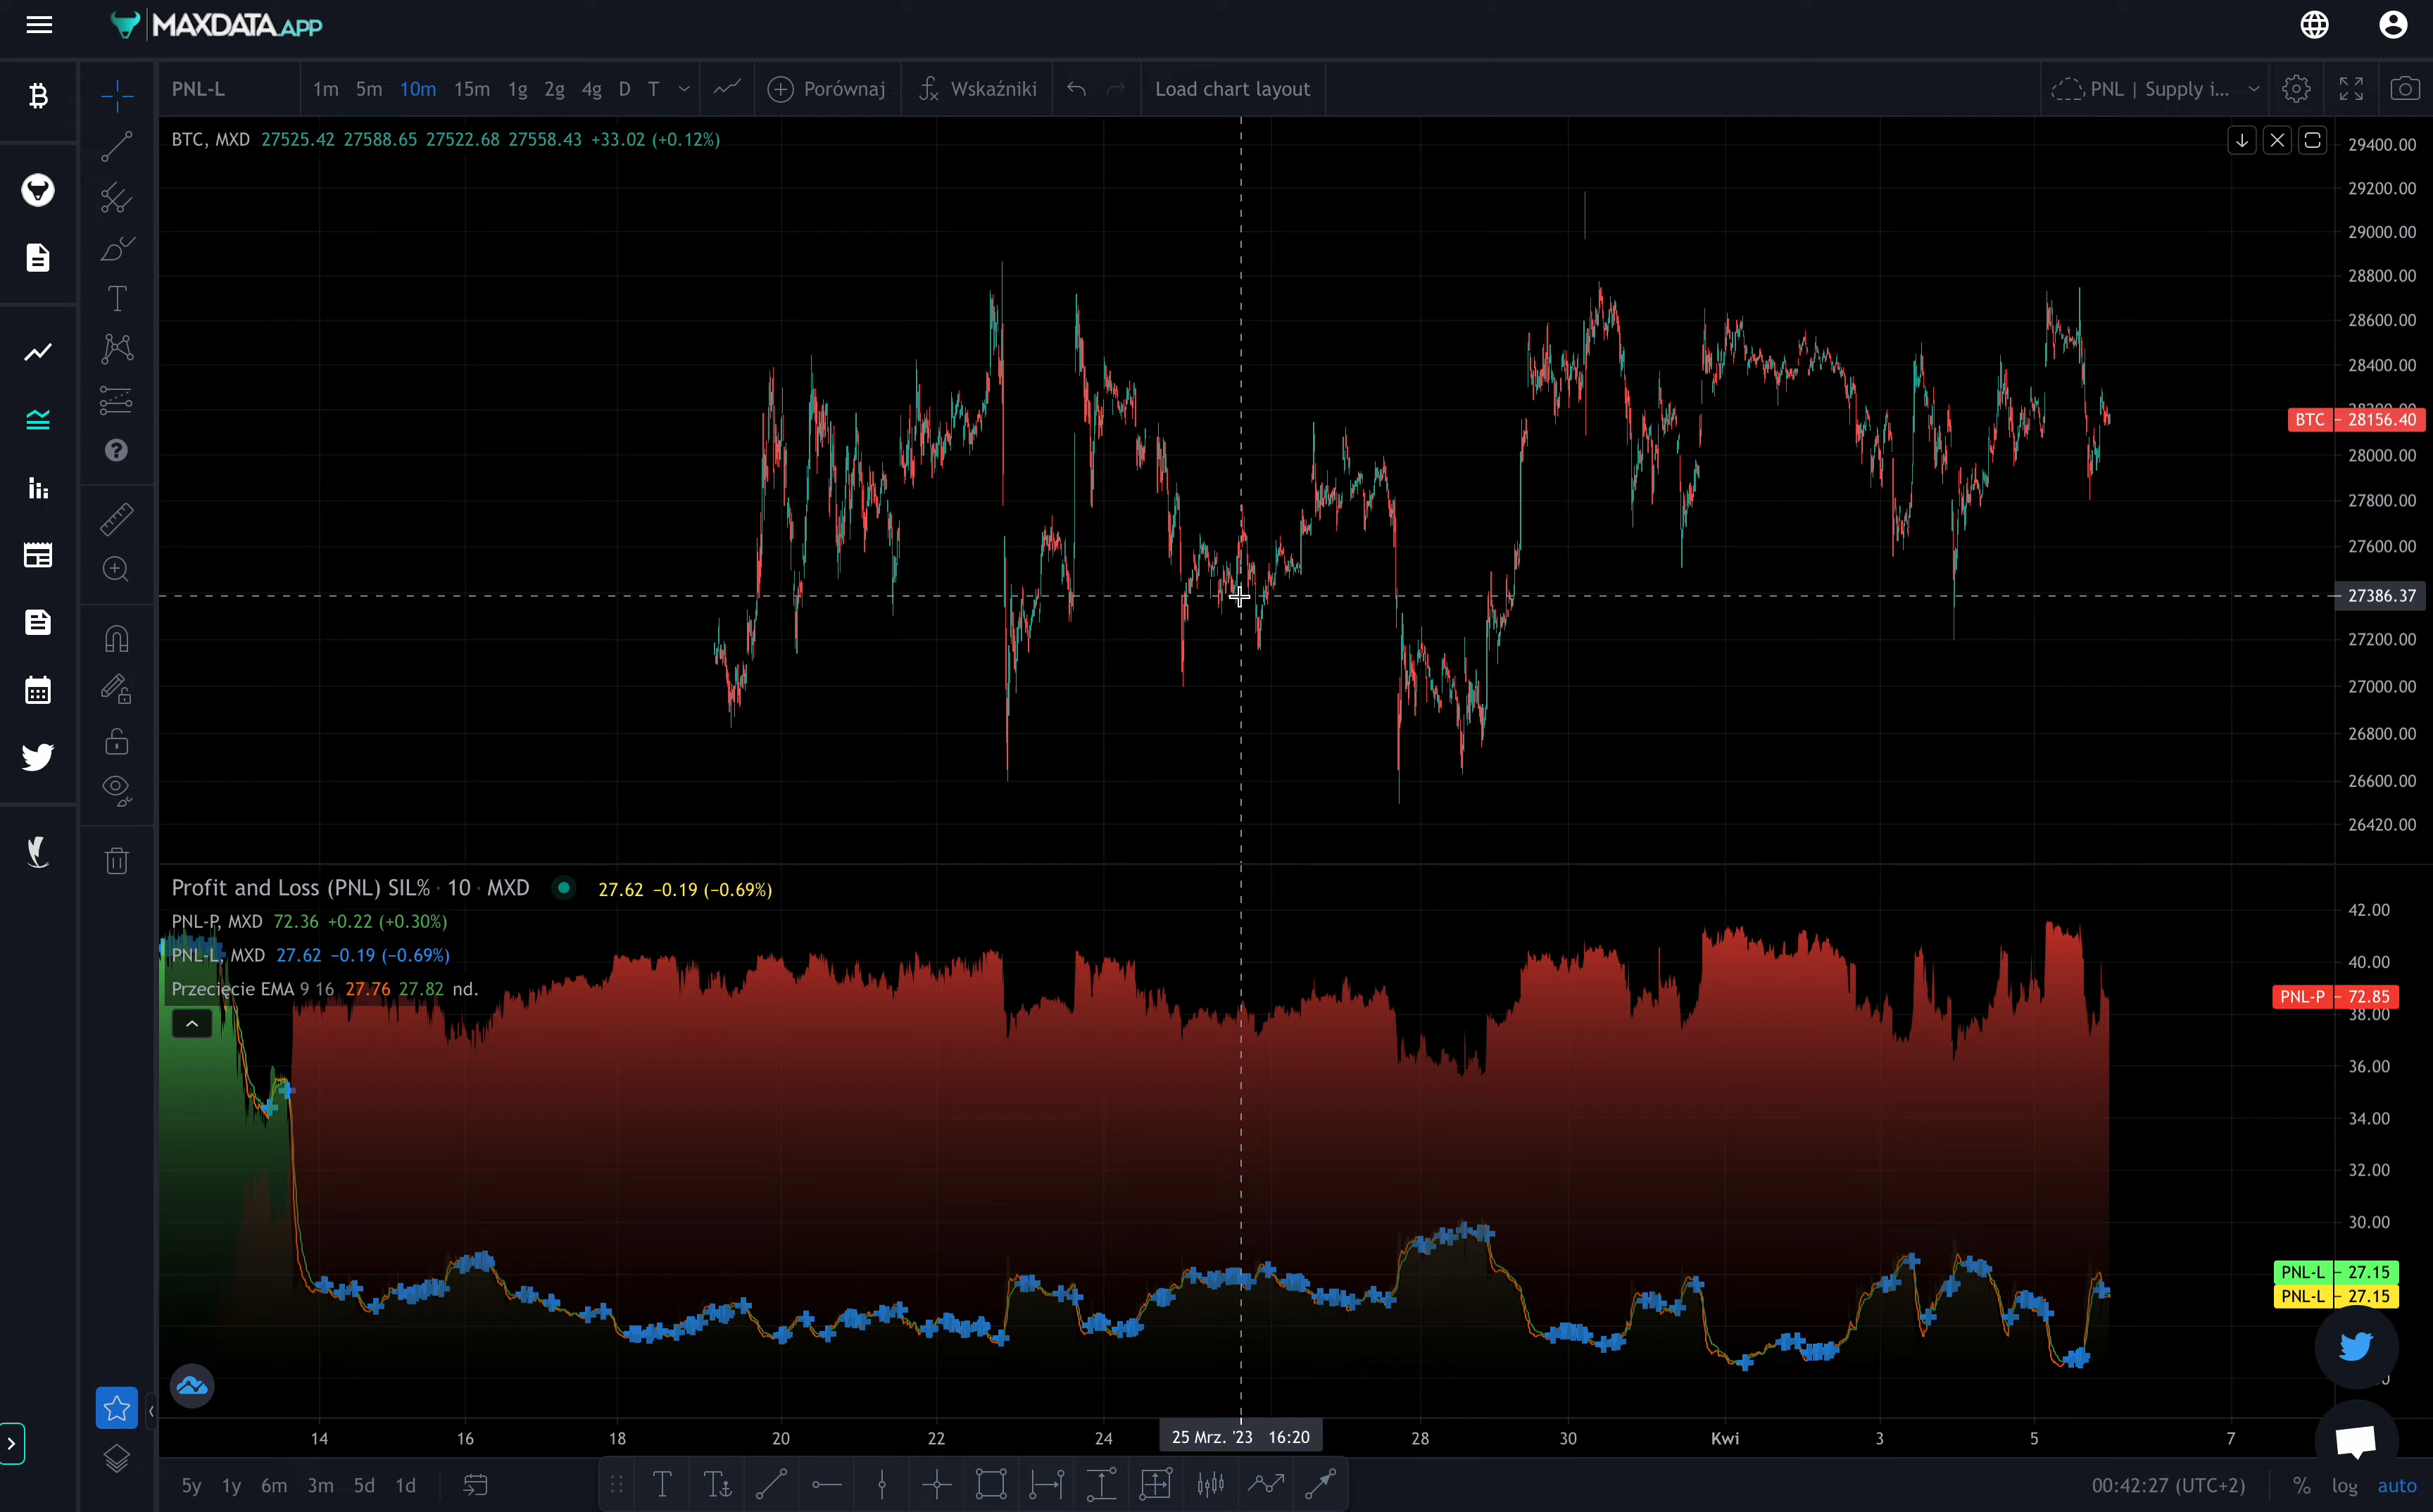 MAXDATA.APP
PNL-L 1m 5m 10m 15m 1g 2g 4g D T Porównaj Wskaźniki Load chart layout PNL | Supply i...
BTC, MXD 27525.42 27588.65 27522.68 27558.43 +33.02 (+0.12%)
29400.00
29200.00
29000.00
28800.00
28600.00
28400.00
BTC 28156.40
28000.00
27800.00
27600.00
27386.37
27200.00
27000.00
26800.00
26600.00
26420.00
Profit and Loss (PNL) SIL% · 10 · MXD 27.62 −0.19 (−0.69%)
PNL-P, MXD 72.36 +0.22 (+0.30%)
PNL-L, MXD 27.62 −0.19 (−0.69%)
Przecięcie EMA 9 16 27.76 27.82 nd.
42.00
40.00
PNL-P 72.85
38.00
36.00
34.00
32.00
30.00
PNL-L 27.15
PNL-L 27.15
14 16 18 20 22 24 25 Mrz. '23 16:20 28 30 Kwi 3 5 7
5y 1y 6m 3m 5d 1d 00:42:27 (UTC+2) % log auto